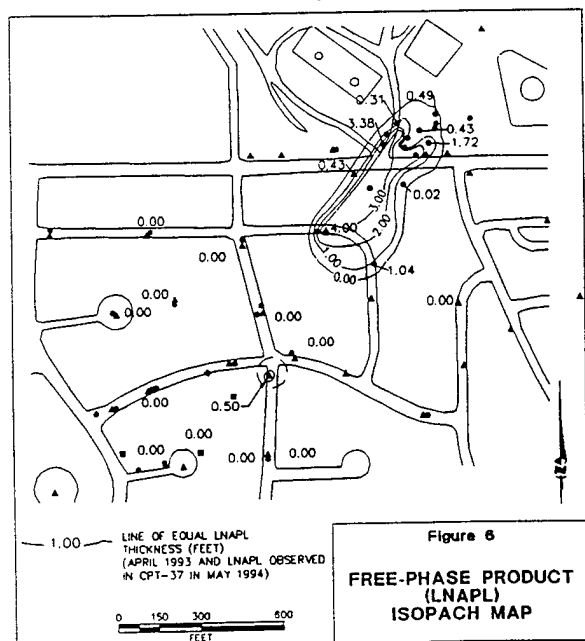 0.31
0.49
3.38
0.43
1.72
0.43
0.02
3.00
2.00
4.00
1.00
0.00
1.04
0.00
0.00
0.00
0.00
0.00
0.00
0.00
0.00
0.00
0.50
0.00
0.00
0.00
0.00
N
1.00
LINE OF EQUAL LNAPL
THICKNESS (FEET)
(APRIL 1993 AND LNAPL OBSERVED
IN CPT-37 IN MAY 1994)
0 150 300 600
FEET
Figure 6
FREE-PHASE PRODUCT
(LNAPL)
ISOPACH MAP